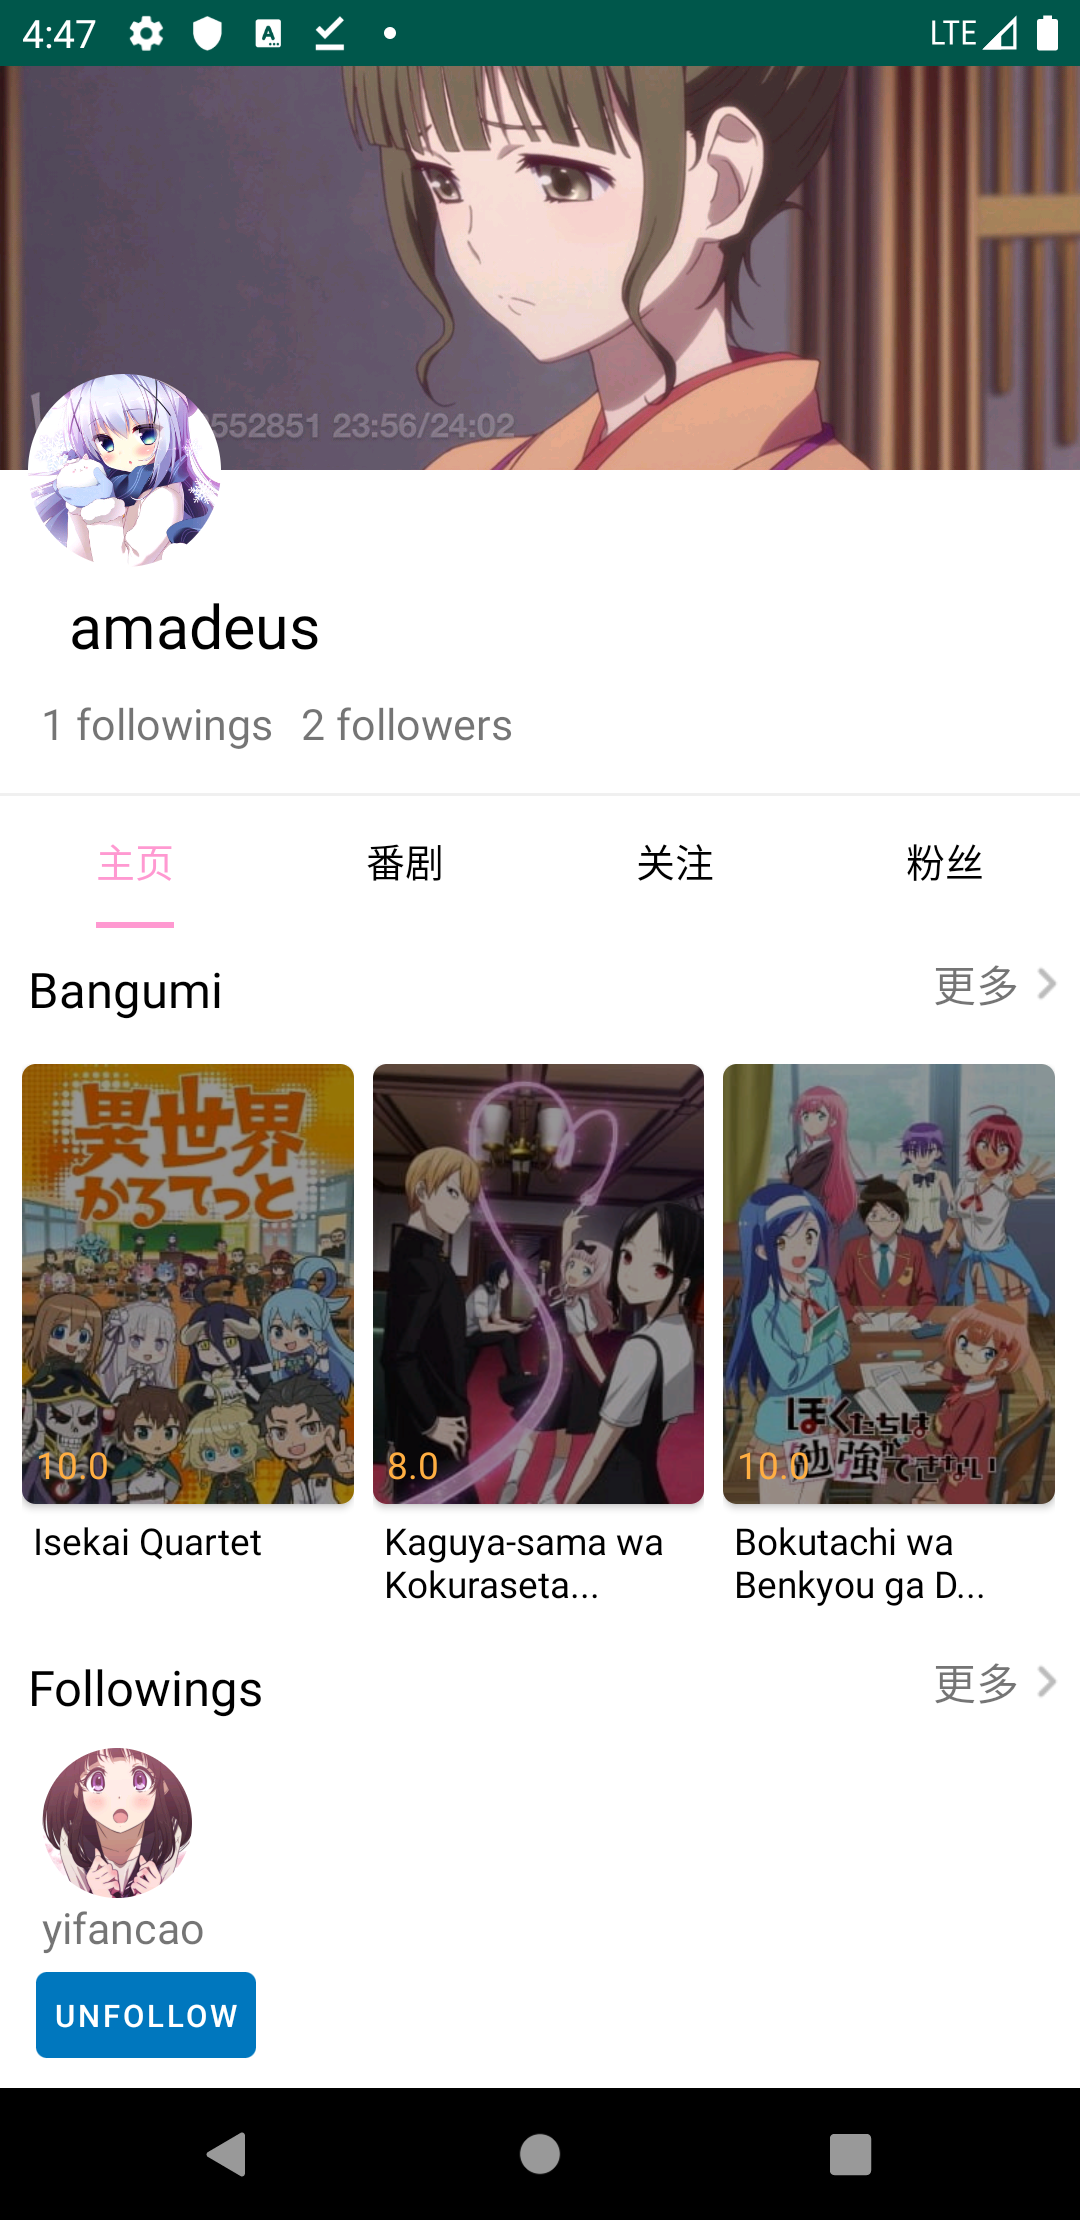 4:47
LTE
552851 23:56/24:02
amadeus
1 followings 2 followers
主页 番剧 关注 粉丝
Bangumi
更多
異世界
かるてっと
ぼくたちは
勉強ができない
10.0
8.0
10.0
Isekai Quartet
Kaguya-sama wa
Kokuraseta...
Bokutachi wa
Benkyou ga D...
Followings
更多
yifancao
UNFOLLOW